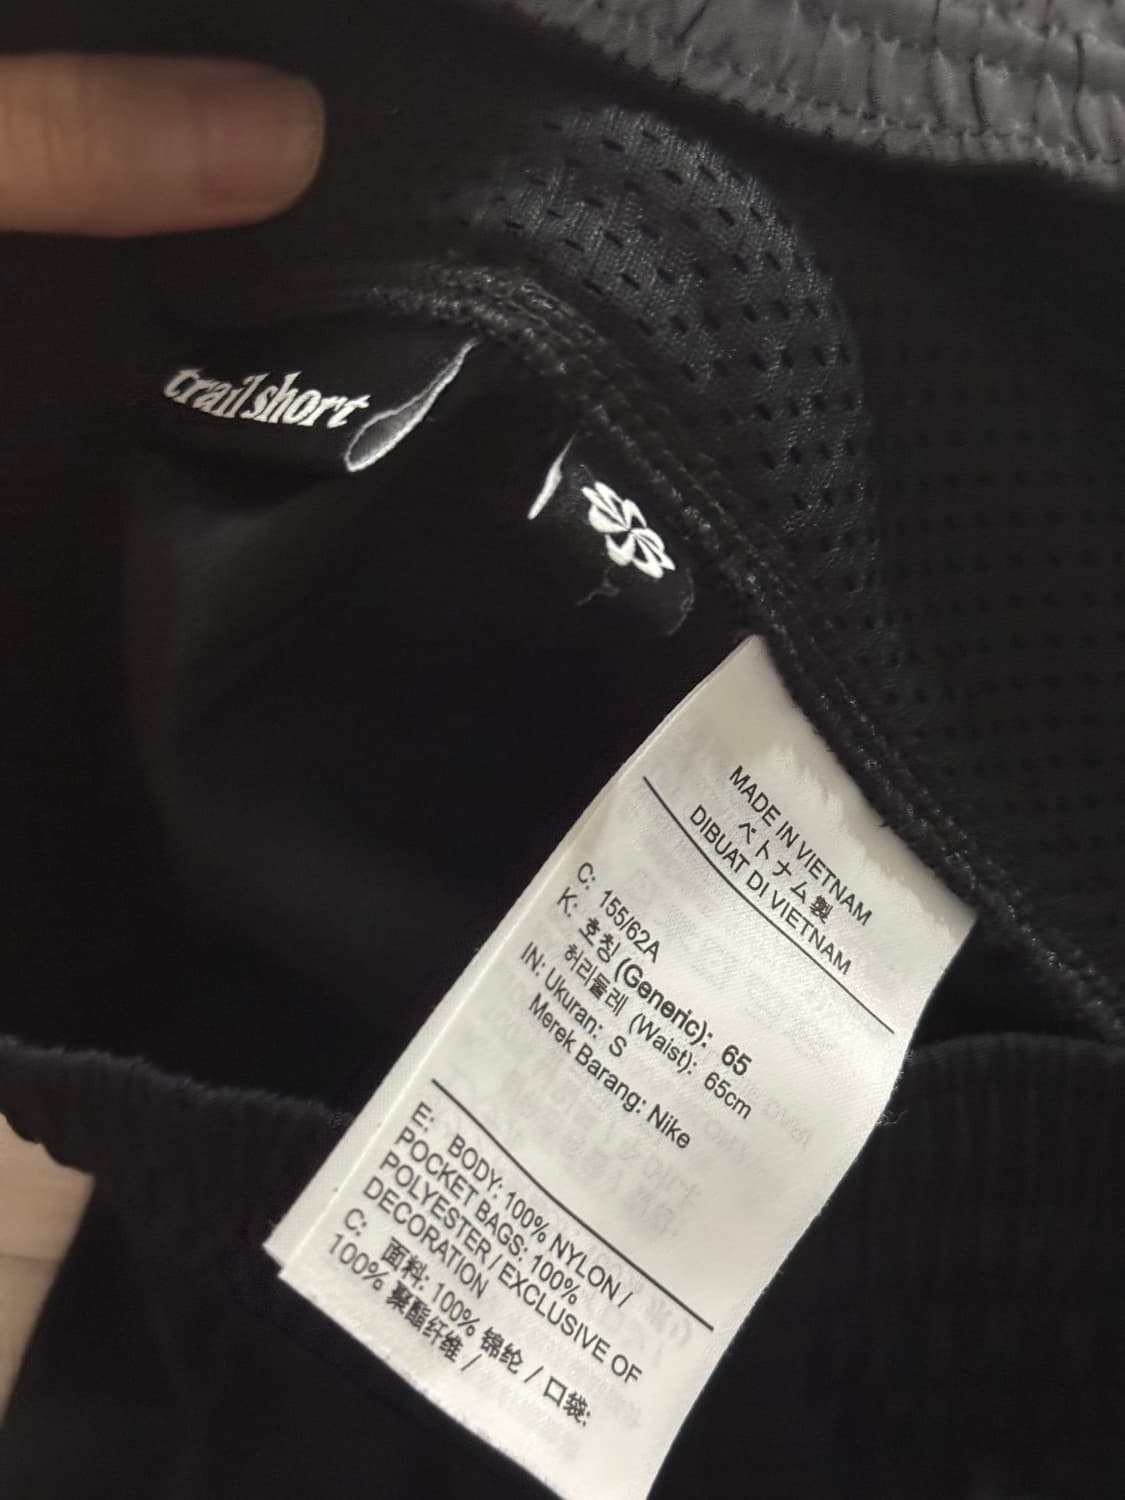 trail short
MADE IN VIETNAM
ベトナム製
DIBUAT DI VIETNAM
C: 155/62A
K: 호칭 (Generic): 65
허리둘레 (Waist): 65cm
IN: Ukuran: S
Merek Barang: Nike
E: BODY: 100% NYLON /
POCKET BAGS: 100%
POLYESTER / EXCLUSIVE OF
DECORATION
C: 面料: 100% 锦纶 / 口袋:
100% 聚酯纤维 /